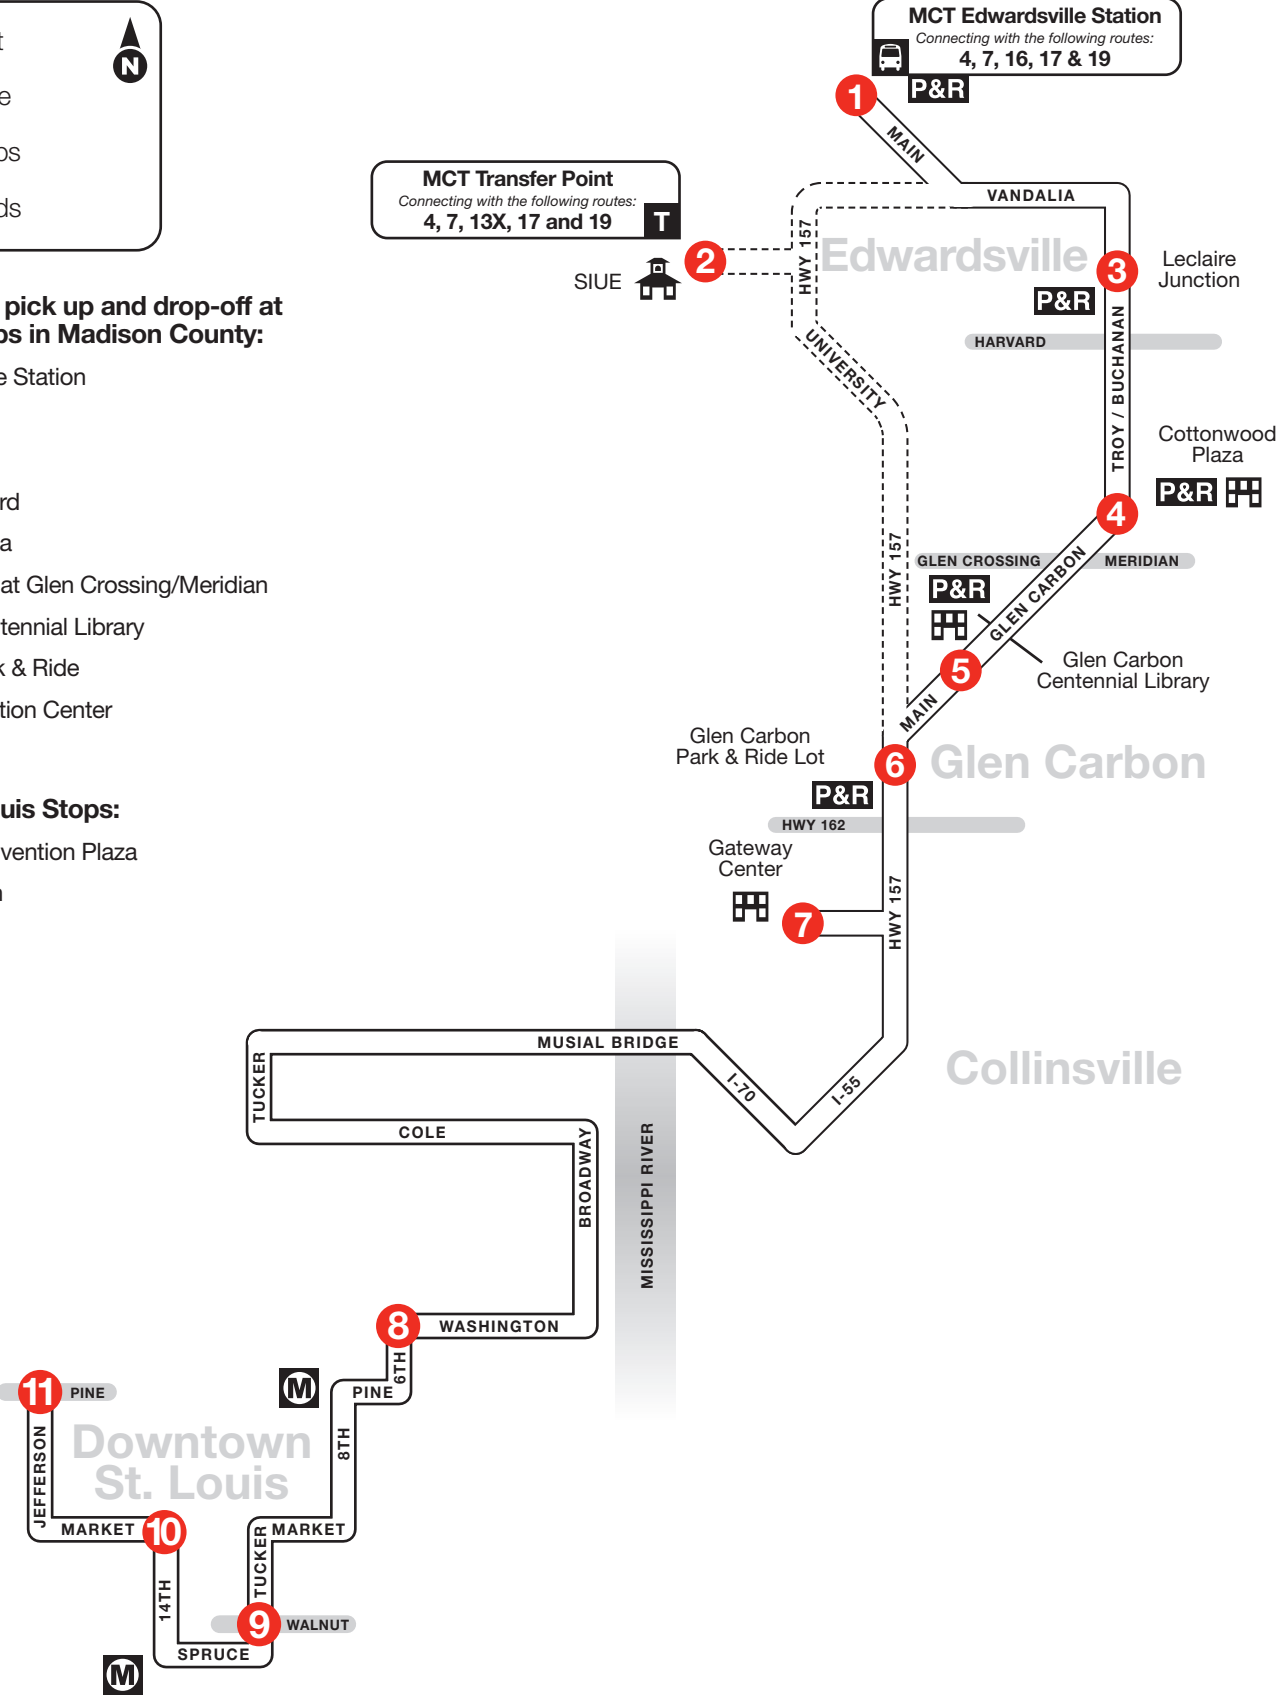 N
pick up and drop-off at
in Madison County:
Station
at Glen Crossing/Meridian
Library
& Ride
Center
Stops:
Plaza
MCT Edwardsville Station
Connecting with the following routes:
4, 7, 16, 17 & 19
P&R
1
MAIN
VANDALIA
MCT Transfer Point
Connecting with the following routes:
4, 7, 13X, 17 and 19
T
SIUE
2
HWY 157
Edwardsville
3
Leclaire
Junction
P&R
HARVARD
TROY / BUCHANAN
UNIVERSITY
Cottonwood
Plaza
P&R
4
HWY 157
GLEN CROSSING
MERIDIAN
P&R
GLEN CARBON
5
Glen Carbon
Centennial Library
MAIN
Glen Carbon
Park & Ride Lot
6
Glen Carbon
P&R
HWY 162
Gateway
Center
7
HWY 157
MUSIAL BRIDGE
I-70
I-55
Collinsville
TUCKER
COLE
BROADWAY
MISSISSIPPI RIVER
8
WASHINGTON
6TH
M
PINE
11
PINE
8TH
Downtown
St. Louis
JEFFERSON
MARKET
10
MARKET
TUCKER
14TH
9
WALNUT
SPRUCE
M